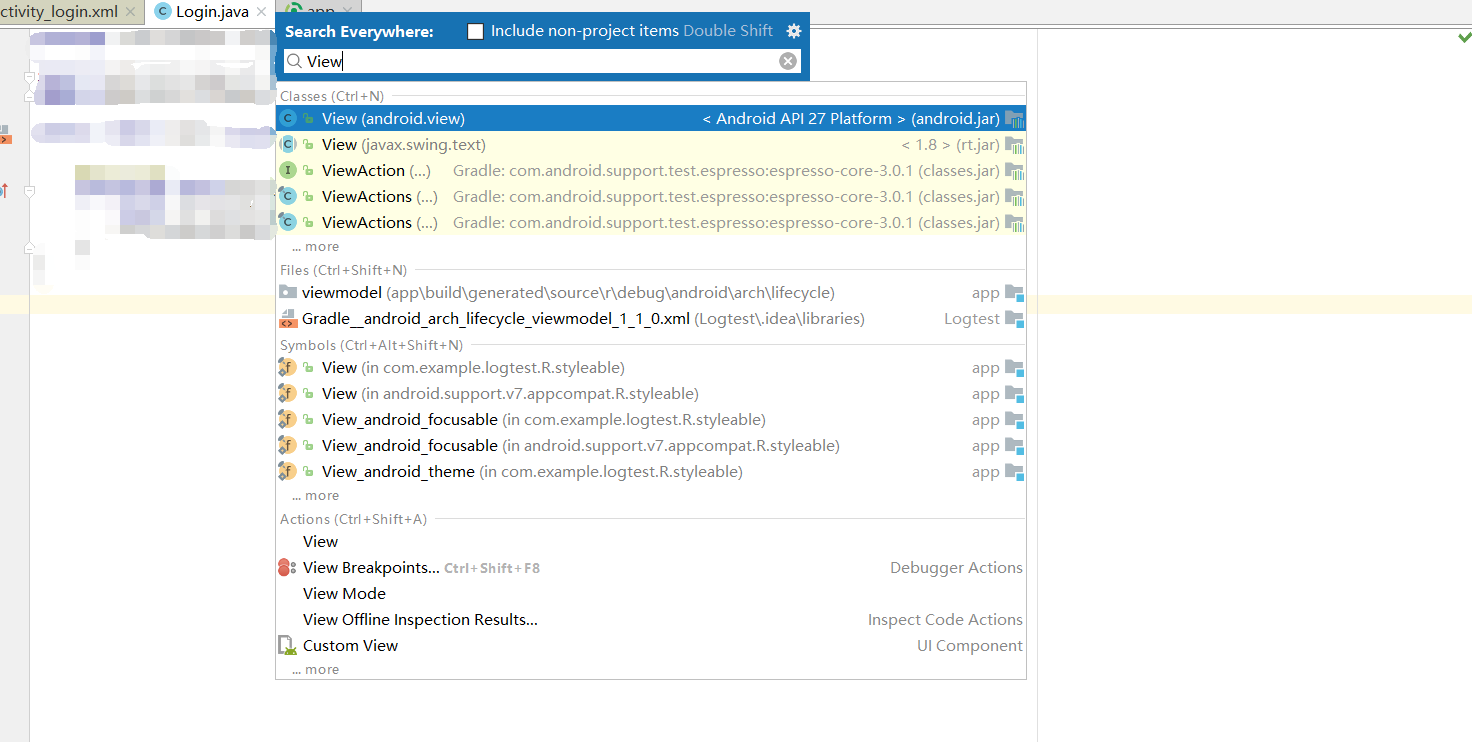 ctivity_login.xml
Login.java
app
Search Everywhere: Include non-project items Double Shift
View
Classes (Ctrl+N)
View (android.view) < Android API 27 Platform > (android.jar)
View (javax.swing.text) < 1.8 > (rt.jar)
ViewAction (...) Gradle: com.android.support.test.espresso:espresso-core-3.0.1 (classes.jar)
ViewActions (...) Gradle: com.android.support.test.espresso:espresso-core-3.0.1 (classes.jar)
ViewActions (...) Gradle: com.android.support.test.espresso:espresso-core-3.0.1 (classes.jar)
... more
Files (Ctrl+Shift+N)
viewmodel (app\build\generated\source\r\debug\android\arch\lifecycle) app
Gradle__android_arch_lifecycle_viewmodel_1_1_0.xml (Logtest\.idea\libraries) Logtest
Symbols (Ctrl+Alt+Shift+N)
View (in com.example.logtest.R.styleable) app
View (in android.support.v7.appcompat.R.styleable) app
View_android_focusable (in com.example.logtest.R.styleable) app
View_android_focusable (in android.support.v7.appcompat.R.styleable) app
View_android_theme (in com.example.logtest.R.styleable) app
... more
Actions (Ctrl+Shift+A)
View
View Breakpoints... Ctrl+Shift+F8 Debugger Actions
View Mode
View Offline Inspection Results... Inspect Code Actions
Custom View UI Component
... more